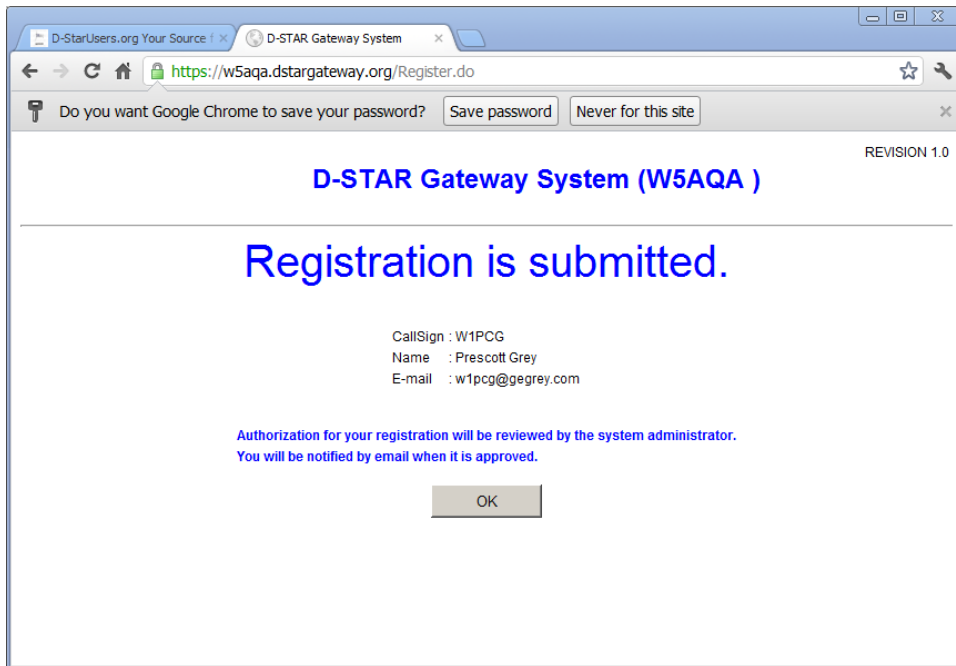 D-StarUsers.org Your Source f
D-STAR Gateway System
https://w5aqa.dstargateway.org/Register.do
Do you want Google Chrome to save your password? Save password Never for this site
REVISION 1.0
D-STAR Gateway System (W5AQA )
Registration is submitted.
CallSign : W1PCG
Name : Prescott Grey
E-mail : w1pcg@gegrey.com
Authorization for your registration will be reviewed by the system administrator.
You will be notified by email when it is approved.
OK